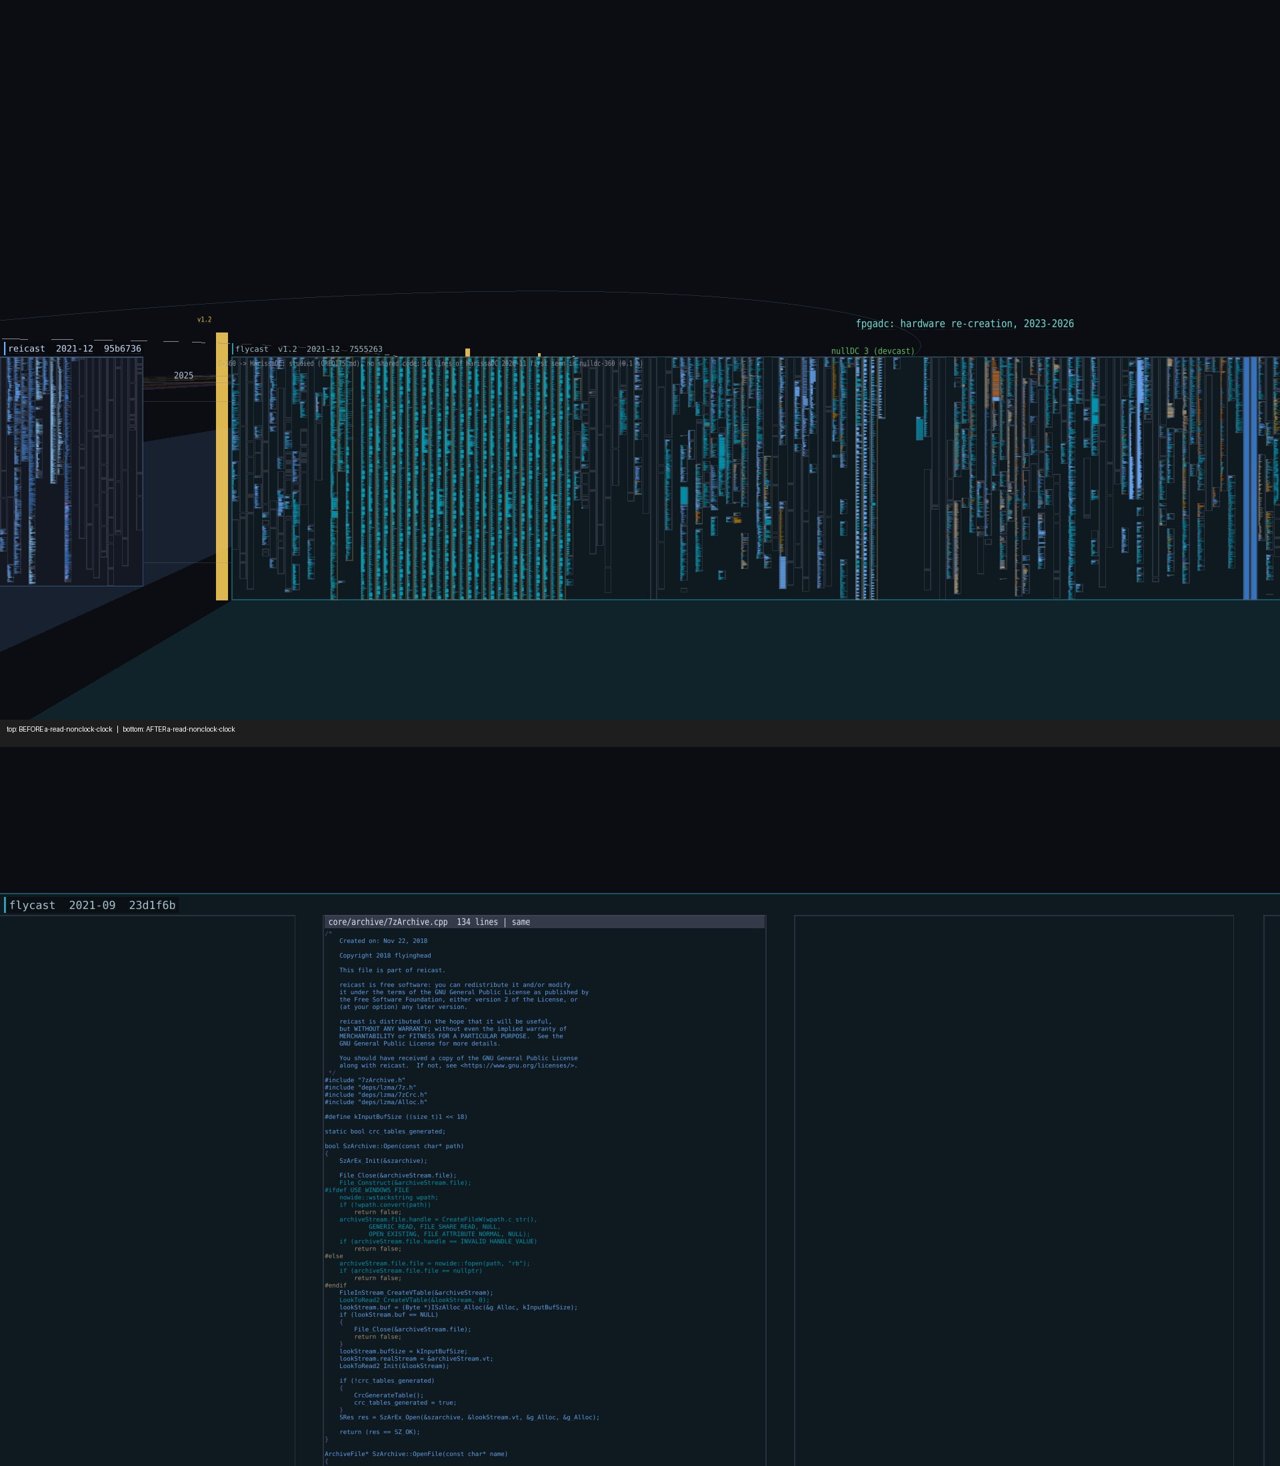 fpgadc: hardware re-creation, 2023-2026
v1.2
reicast 2021-12 95b6736
flycast v1.2 2021-12 7555263
nullDC 3 (devcast)
2025
top: BEFORE a-read-nonclock-clock | bottom: AFTER a-read-nonclock-clock
flycast 2021-09 23d1f6b
core/archive/7zArchive.cpp 134 lines | same
/*
Created on: Nov 22, 2018
Copyright 2018 flyinghead
This file is part of reicast.
reicast is free software: you can redistribute it and/or modify
it under the terms of the GNU General Public License as published by
the Free Software Foundation, either version 2 of the License, or
(at your option) any later version.
reicast is distributed in the hope that it will be useful,
but WITHOUT ANY WARRANTY; without even the implied warranty of
MERCHANTABILITY or FITNESS FOR A PARTICULAR PURPOSE. See the
GNU General Public License for more details.
You should have received a copy of the GNU General Public License
along with reicast. If not, see <https://www.gnu.org/licenses/>.
*/
#include "7zArchive.h"
#include "deps/lzma/7z.h"
#include "deps/lzma/7zCrc.h"
#include "deps/lzma/Alloc.h"
#define kInputBufSize ((size_t)1 << 18)
static bool crc_tables_generated;
bool SzArchive::Open(const char* path)
{
SzArEx_Init(&szarchive);
File_Close(&archiveStream.file);
File_Construct(&archiveStream.file);
#ifdef USE_WINDOWS_FILE
nowide::wstackstring wpath;
if (!wpath.convert(path))
return false;
archiveStream.file.handle = CreateFileW(wpath.c_str(),
GENERIC_READ, FILE_SHARE_READ, NULL,
OPEN_EXISTING, FILE_ATTRIBUTE_NORMAL, NULL);
if (archiveStream.file.handle == INVALID_HANDLE_VALUE)
return false;
#else
archiveStream.file.file = nowide::fopen(path, "rb");
if (archiveStream.file.file == nullptr)
return false;
#endif
FileInStream_CreateVTable(&archiveStream);
LookToRead2_CreateVTable(&lookStream, 0);
lookStream.buf = (Byte *)ISzAlloc_Alloc(&g_Alloc, kInputBufSize);
if (lookStream.buf == NULL)
{
File_Close(&archiveStream.file);
return false;
}
lookStream.bufSize = kInputBufSize;
lookStream.realStream = &archiveStream.vt;
LookToRead2_Init(&lookStream);
if (!crc_tables_generated)
{
CrcGenerateTable();
crc_tables_generated = true;
}
SRes res = SzArEx_Open(&szarchive, &lookStream.vt, &g_Alloc, &g_Alloc);
return (res == SZ_OK);
}
ArchiveFile* SzArchive::OpenFile(const char* name)
{